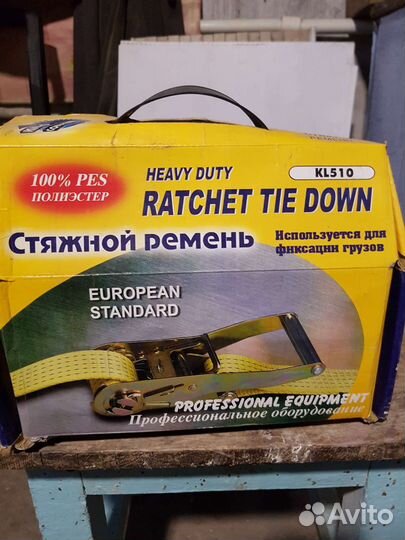 100% PES
ПОЛИЭСТЕР
HEAVY DUTY
KL510
RATCHET TIE DOWN
Стяжной ремень
Используется для
фиксации грузов
EUROPEAN
STANDARD
PROFESSIONAL EQUIPMENT
Профессиональное оборудование
Avito